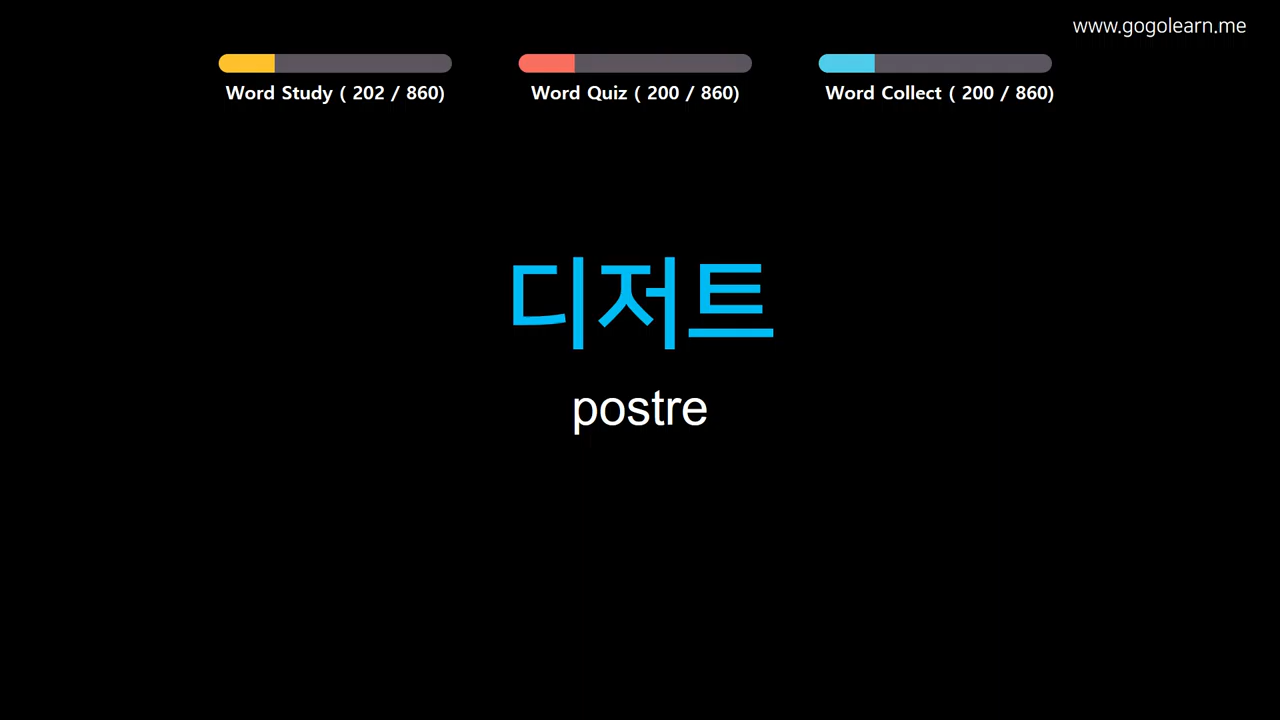 www.gogolearn.me
Word Study ( 202 / 860)
Word Quiz ( 200 / 860)
Word Collect ( 200 / 860)
디저트
postre